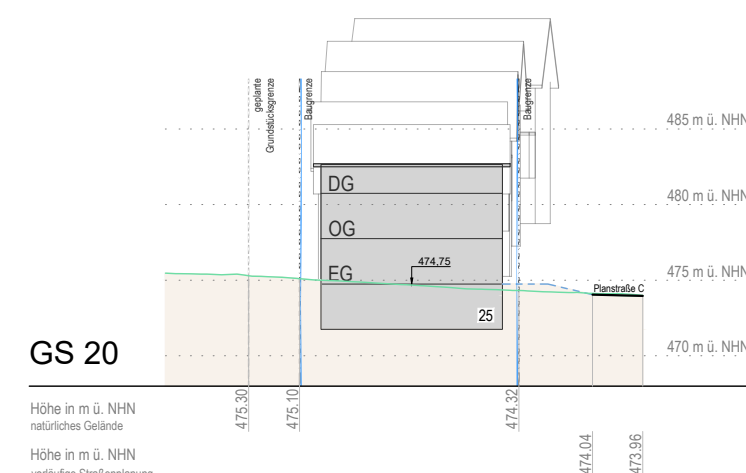 geplante
Grundstücksgrenze
Baugrenze
Baugrenze
485 m ü. NHN
DG
480 m ü. NHN
OG
EG
474.75
475 m ü. NHN
Planstraße C
25
GS 20
470 m ü. NHN
Höhe in m ü. NHN
natürliches Gelände
475.30
475.10
474.32
Höhe in m ü. NHN
vorläufige Straßenplanung
474.04
473.96